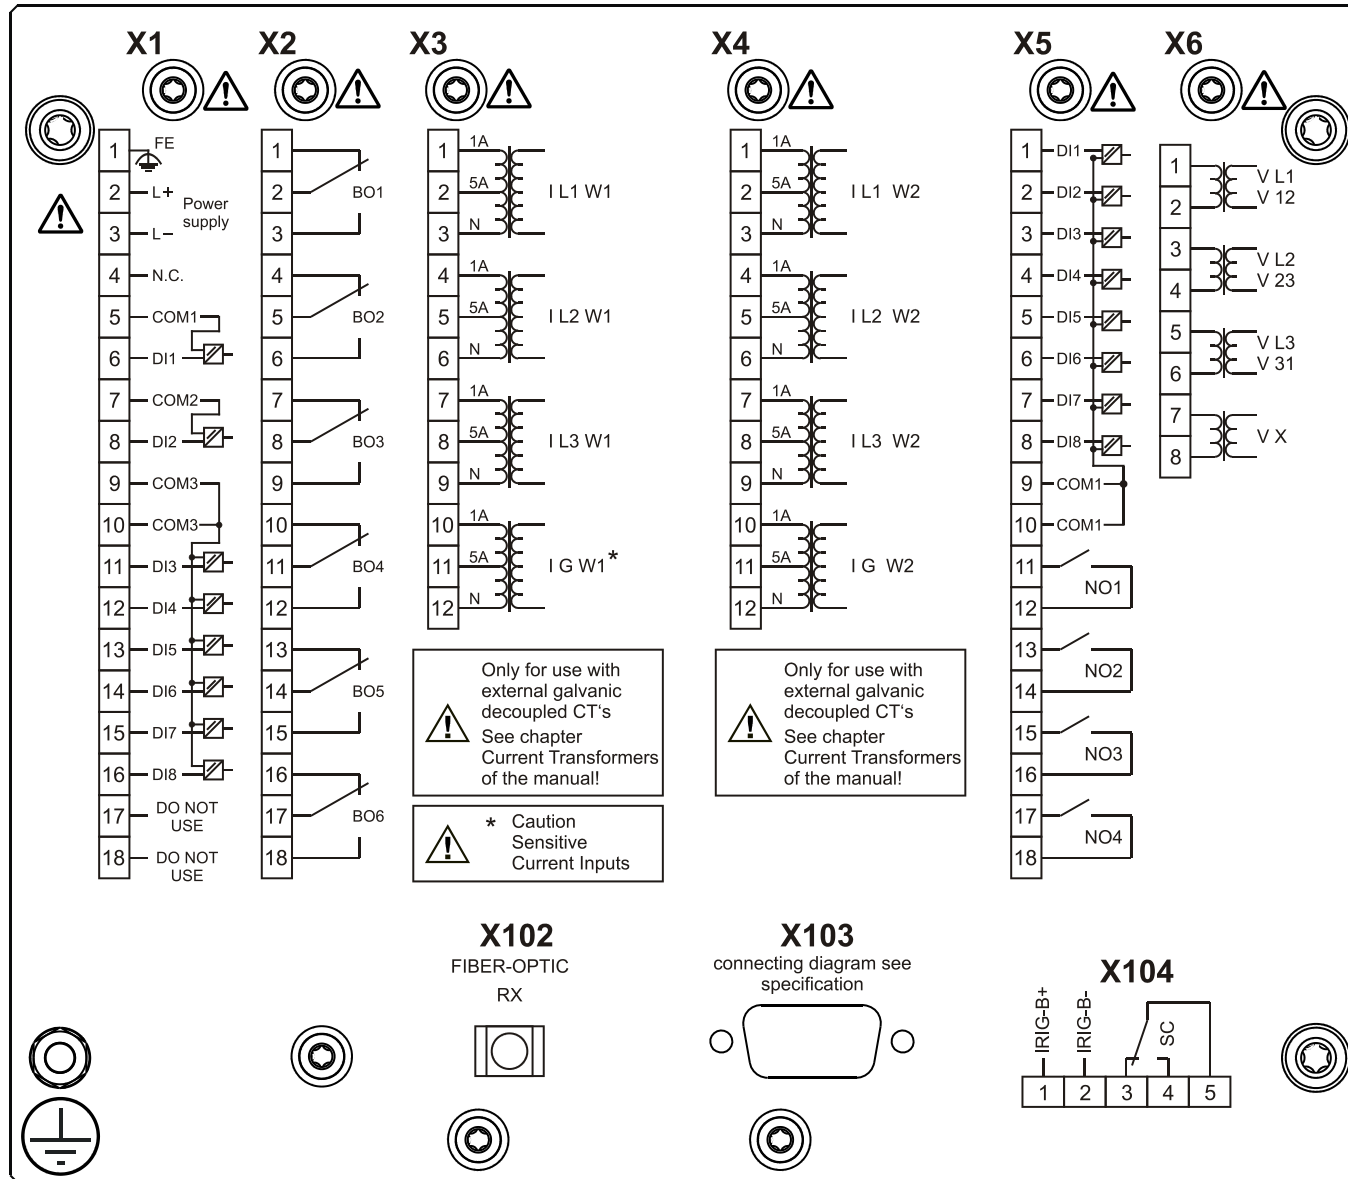 X1
1 FE
2 L+ Power
supply
3 L–
4 N.C.
5 COM1
6 DI1
7 COM2
8 DI2
9 COM3
10 COM3
11 DI3
12 DI4
13 DI5
14 DI6
15 DI7
16 DI8
17 DO NOT
USE
18 DO NOT
USE
X2
1
2 BO1
3
4
5 BO2
6
7
8 BO3
9
10
11 BO4
12
13
14 BO5
15
16
17 BO6
18
X3
1 1A
2 5A I L1 W1
3 N
4 1A
5 5A I L2 W1
6 N
7 1A
8 5A I L3 W1
9 N
10 1A
11 5A I G W1*
12 N
Only for use with
external galvanic
decoupled CT‘s
See chapter
Current Transformers
of the manual!
* Caution
Sensitive
Current Inputs
X4
1 1A
2 5A I L1 W2
3 N
4 1A
5 5A I L2 W2
6 N
7 1A
8 5A I L3 W2
9 N
10 1A
11 5A I G W2
12 N
Only for use with
external galvanic
decoupled CT‘s
See chapter
Current Transformers
of the manual!
X5
1 DI1
2 DI2
3 DI3
4 DI4
5 DI5
6 DI6
7 DI7
8 DI8
9 COM1
10 COM1
11
NO1
12
13
NO2
14
15
NO3
16
17
NO4
18
X6
1 V L1
2 V 12
3 V L2
4 V 23
5 V L3
6 V 31
7
V X
8
X102
FIBER-OPTIC
RX
X103
connecting diagram see
specification
X104
IRIG-B+
IRIG-B-
SC
1 2 3 4 5